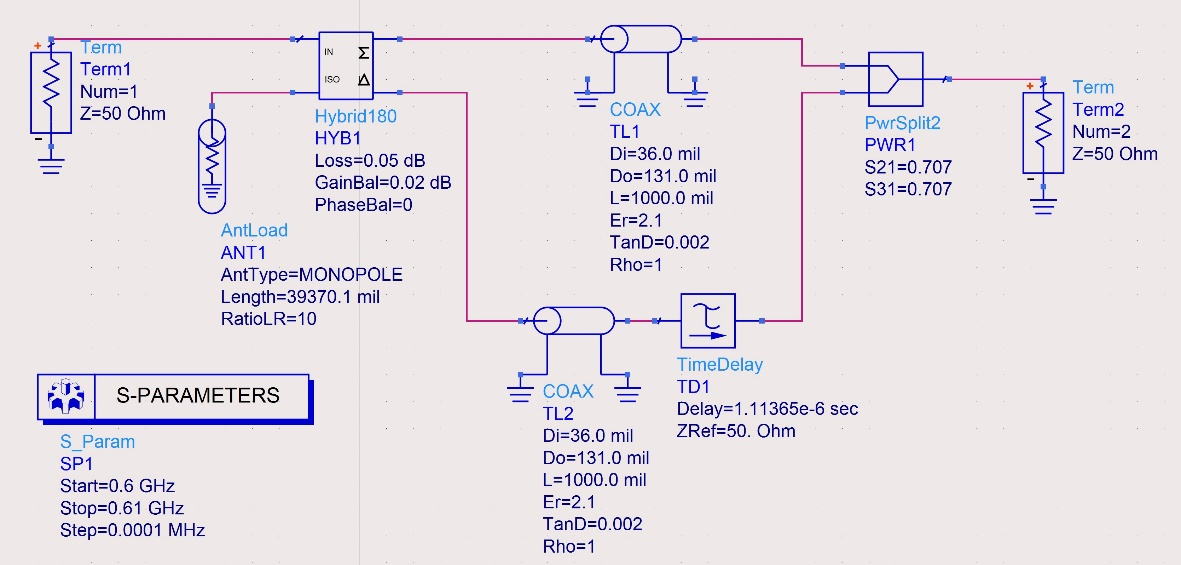 +
Term
Term1
Num=1
Z=50 Ohm
-
IN
Σ
ISO
Δ
Hybrid180
HYB1
Loss=0.05 dB
GainBal=0.02 dB
PhaseBal=0
AntLoad
ANT1
AntType=MONOPOLE
Length=39370.1 mil
RatioLR=10
COAX
TL1
Di=36.0 mil
Do=131.0 mil
L=1000.0 mil
Er=2.1
TanD=0.002
Rho=1
PwrSplit2
PWR1
S21=0.707
S31=0.707
+
Term
Term2
Num=2
Z=50 Ohm
-
S-PARAMETERS
S_Param
SP1
Start=0.6 GHz
Stop=0.61 GHz
Step=0.0001 MHz
COAX
TL2
Di=36.0 mil
Do=131.0 mil
L=1000.0 mil
Er=2.1
TanD=0.002
Rho=1
τ
TimeDelay
TD1
Delay=1.11365e-6 sec
ZRef=50. Ohm